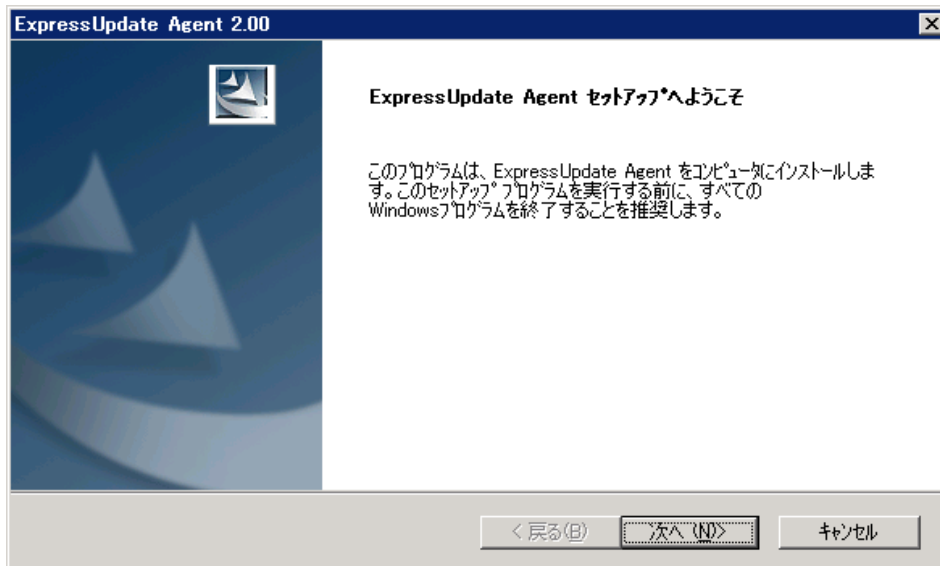 ExpressUpdate Agent 2.00
ExpressUpdate Agent ｾｯﾄｱｯﾌﾟへようこそ
このﾌﾟﾛｸﾞﾗﾑは、ExpressUpdate Agent をｺﾝﾋﾟｭｰﾀにｲﾝｽﾄｰﾙしま
す。このｾｯﾄｱｯﾌﾟ ﾌﾟﾛｸﾞﾗﾑを実行する前に、すべての
Windowsﾌﾟﾛｸﾞﾗﾑを終了することを推奨します。
< 戻る(B)
次へ (N)>
ｷｬﾝｾﾙ